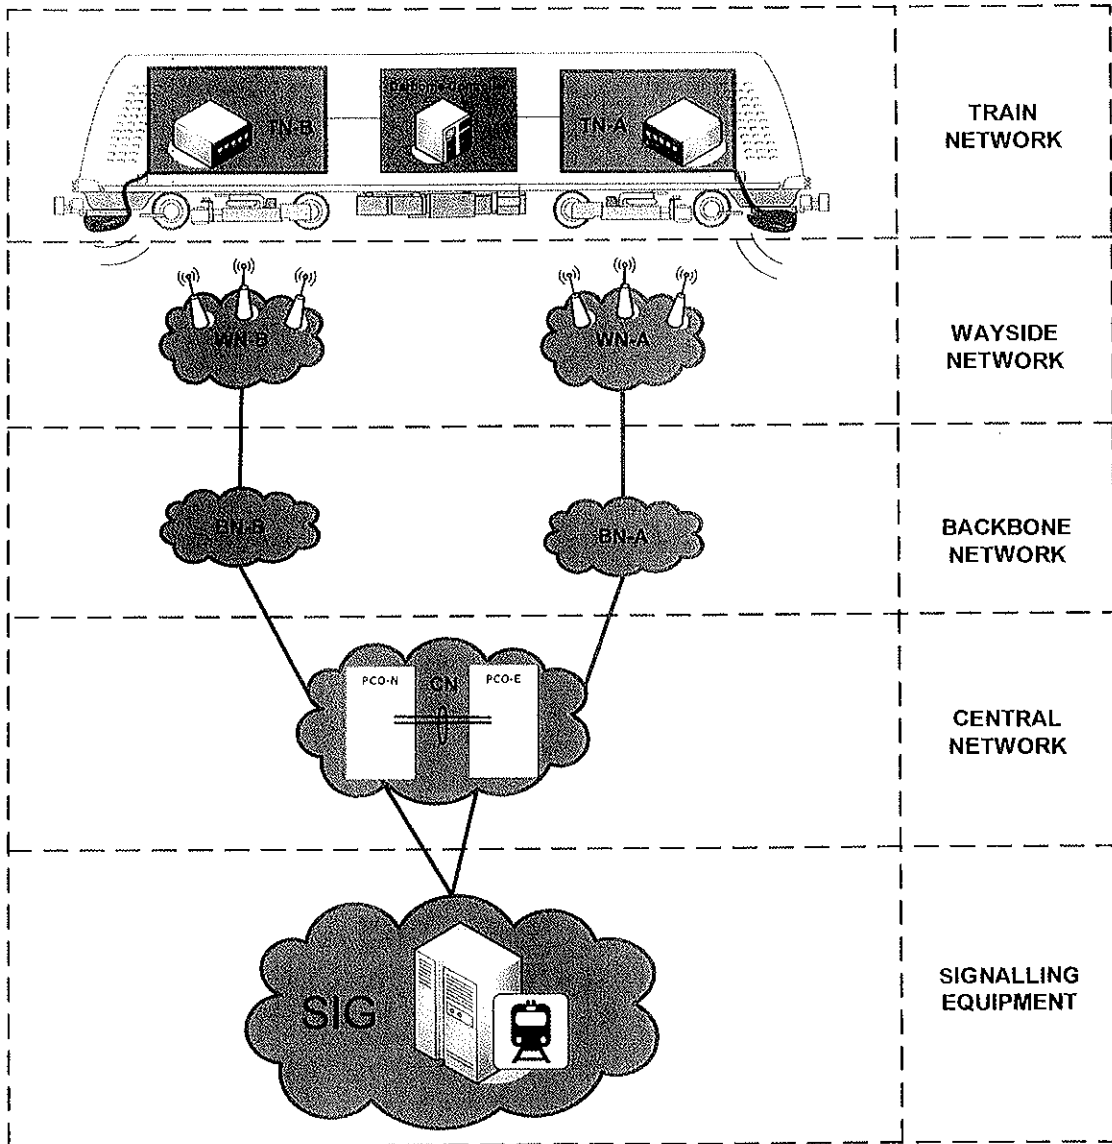 TN-B
TN-A
TRAIN
NETWORK
WN-B
WN-A
WAYSIDE
NETWORK
BN-B
BN-A
BACKBONE
NETWORK
PCO-N
CN
PCO-E
CENTRAL
NETWORK
SIG
SIGNALLING
EQUIPMENT